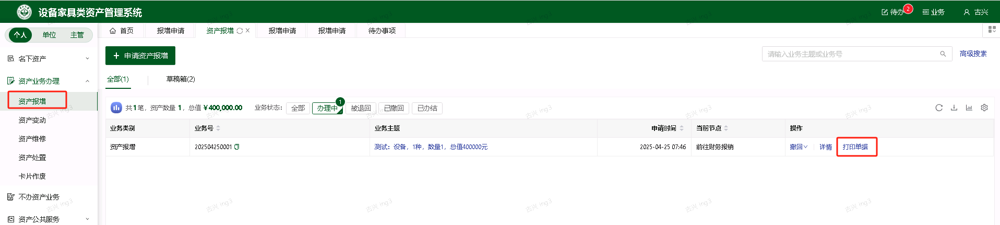 设备家具类资产管理系统
待办 2 业务 古兴
个人 单位 主管
首页 报增申请 资产报增 报增申请 报增申请 待办事项
名下资产
资产业务办理
资产报增
资产变动
资产维修
资产处置
卡片作废
不办资产业务
资产公共服务
+ 申请资产报增
请输入业务主题或业务号
高级搜索
全部(1) 草稿箱(2)
共1笔，资产数量 1，总值 ¥400,000.00 业务状态： 全部 办理中 1 被退回 已撤回 已办结
业务类别 业务号 业务主题 申请时间 当前节点 操作
资产报增 202504250001 测试：设备，1种，数量1，总值400000元 2025-04-25 07:46 前往财务报销 撤回 详情 打印单据
古兴 ing3